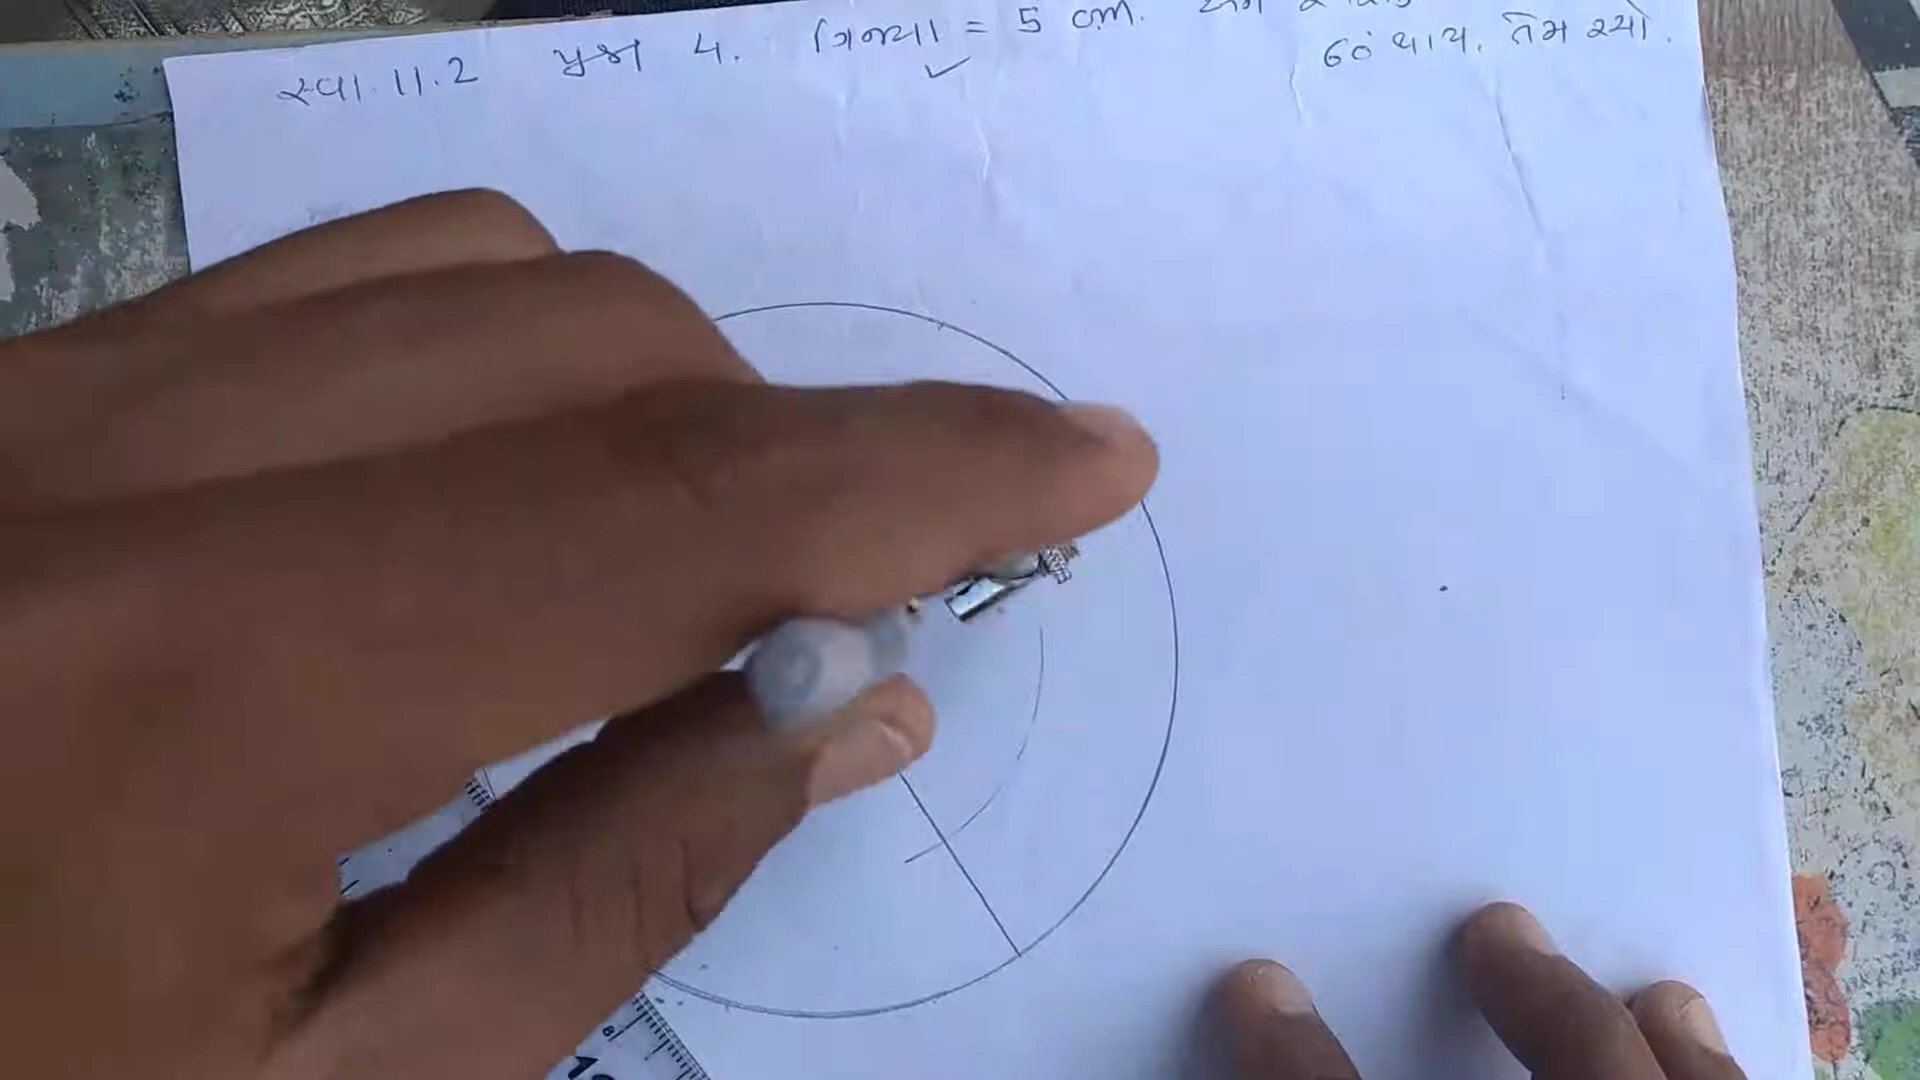 સ્વા. 11.2 પ્રશ્ન 4. ત્રિજ્યા = 5 cm.
60° થાય. તેમ રચો.